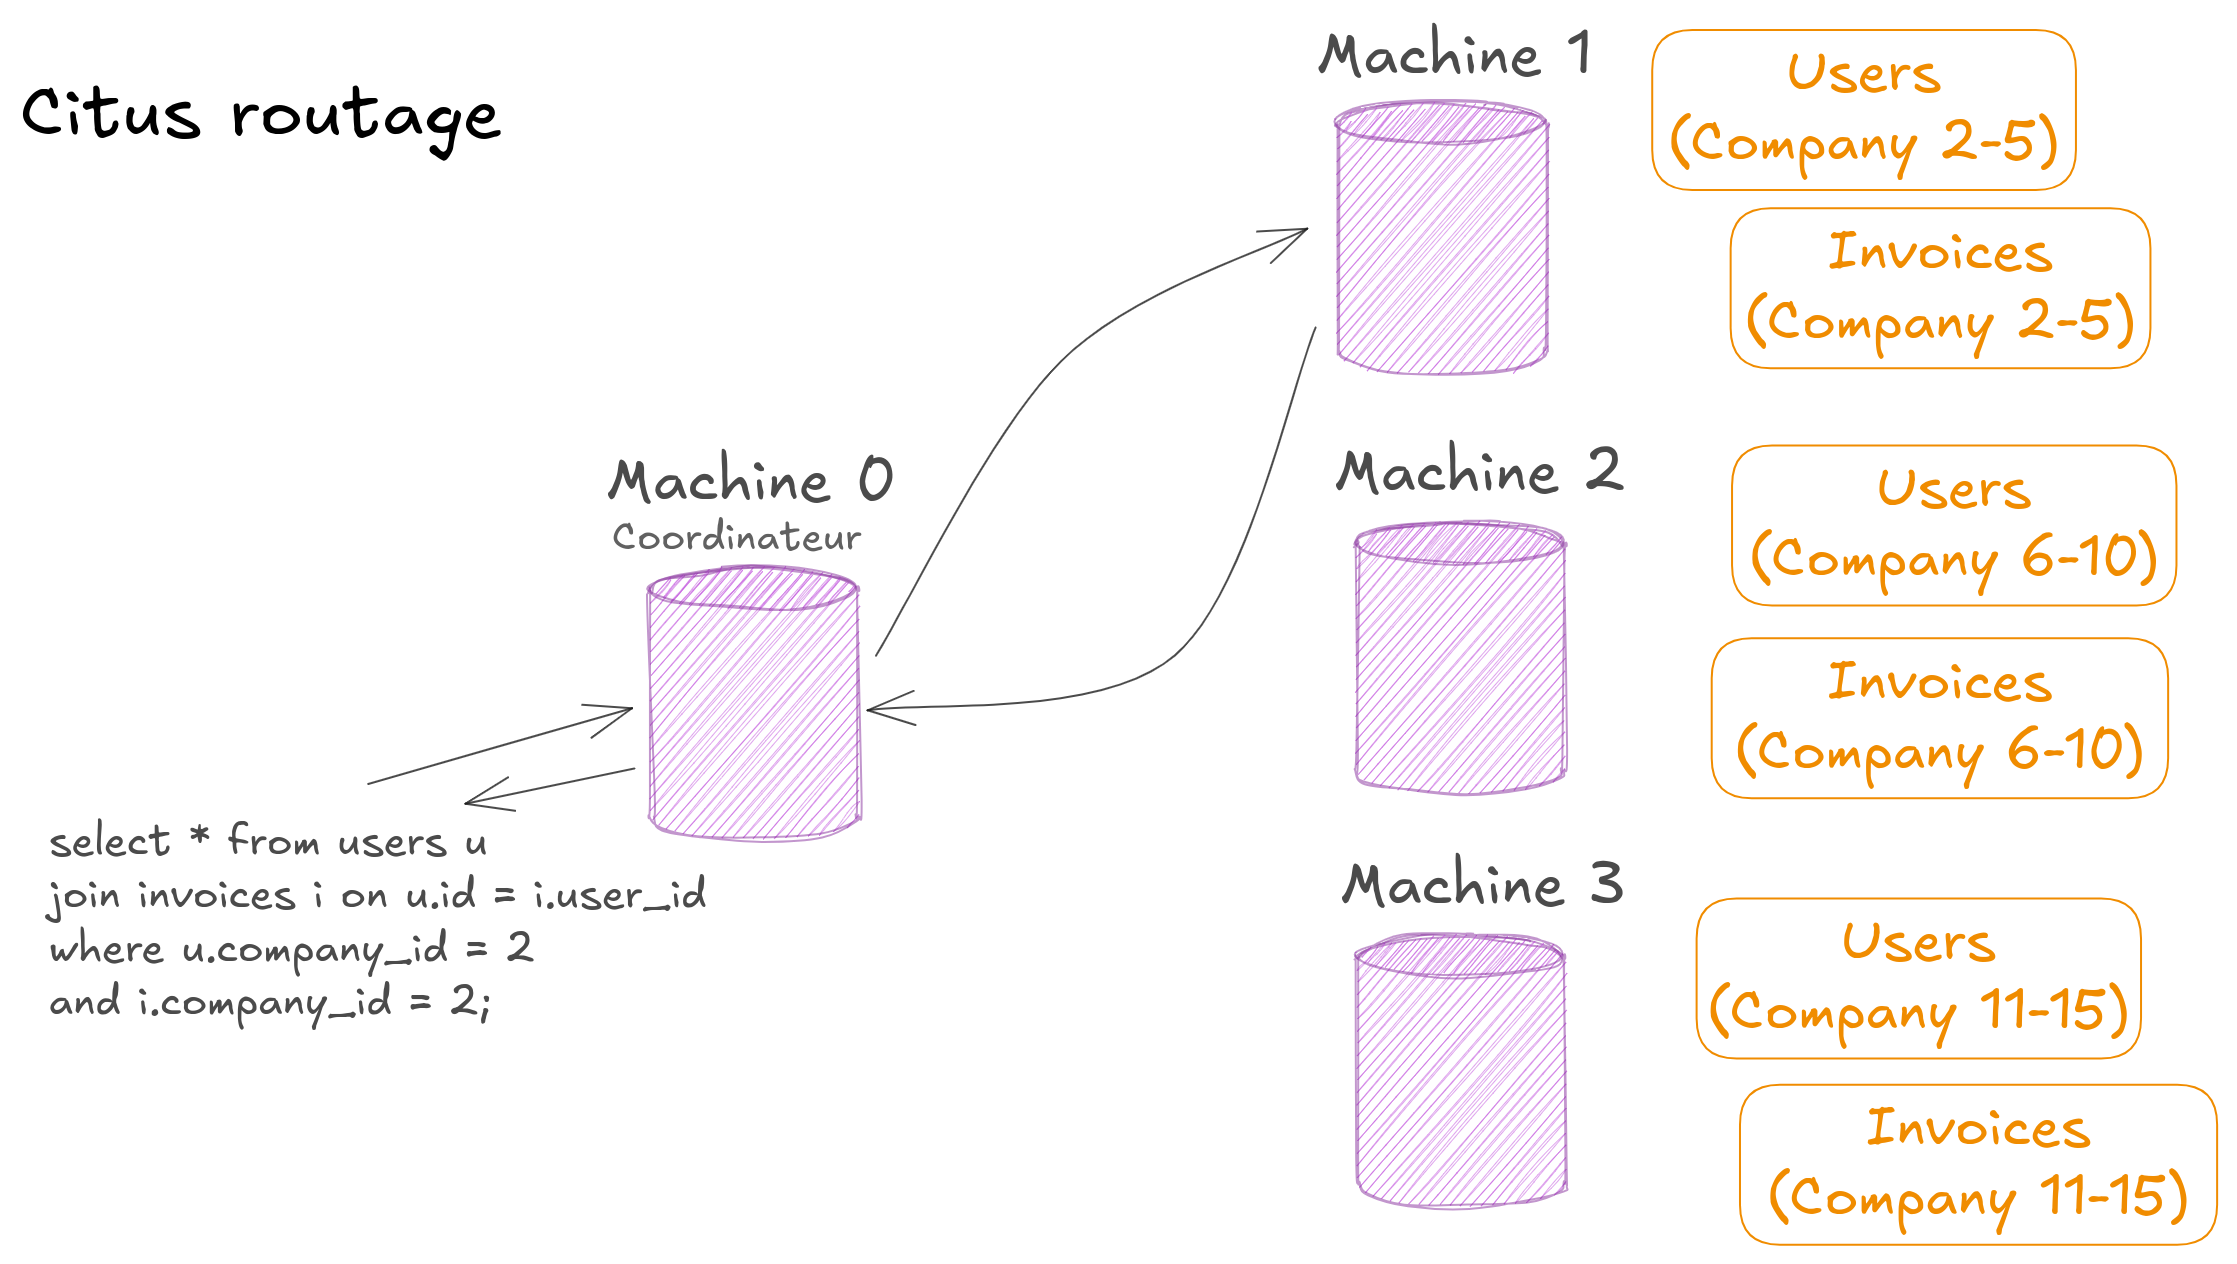 Citus routage
Machine 1
Users
(Company 2-5)
Invoices
(Company 2-5)
Machine 0
Coordinateur
Machine 2
Users
(Company 6-10)
Invoices
(Company 6-10)
select * from users u
join invoices i on u.id = i.user_id
where u.company_id = 2
and i.company_id = 2;
Machine 3
Users
(Company 11-15)
Invoices
(Company 11-15)